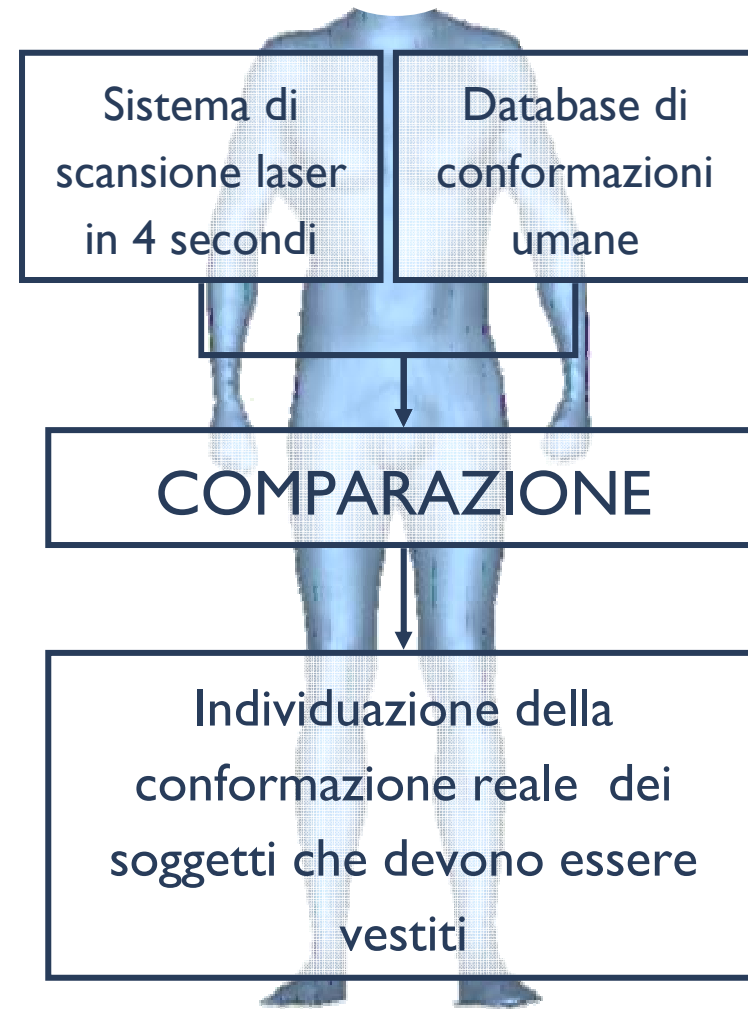 Sistema di
scansione laser
in 4 secondi
Database di
conformazioni
umane
COMPARAZIONE
Individuazione della
conformazione reale dei
soggetti che devono essere
vestiti